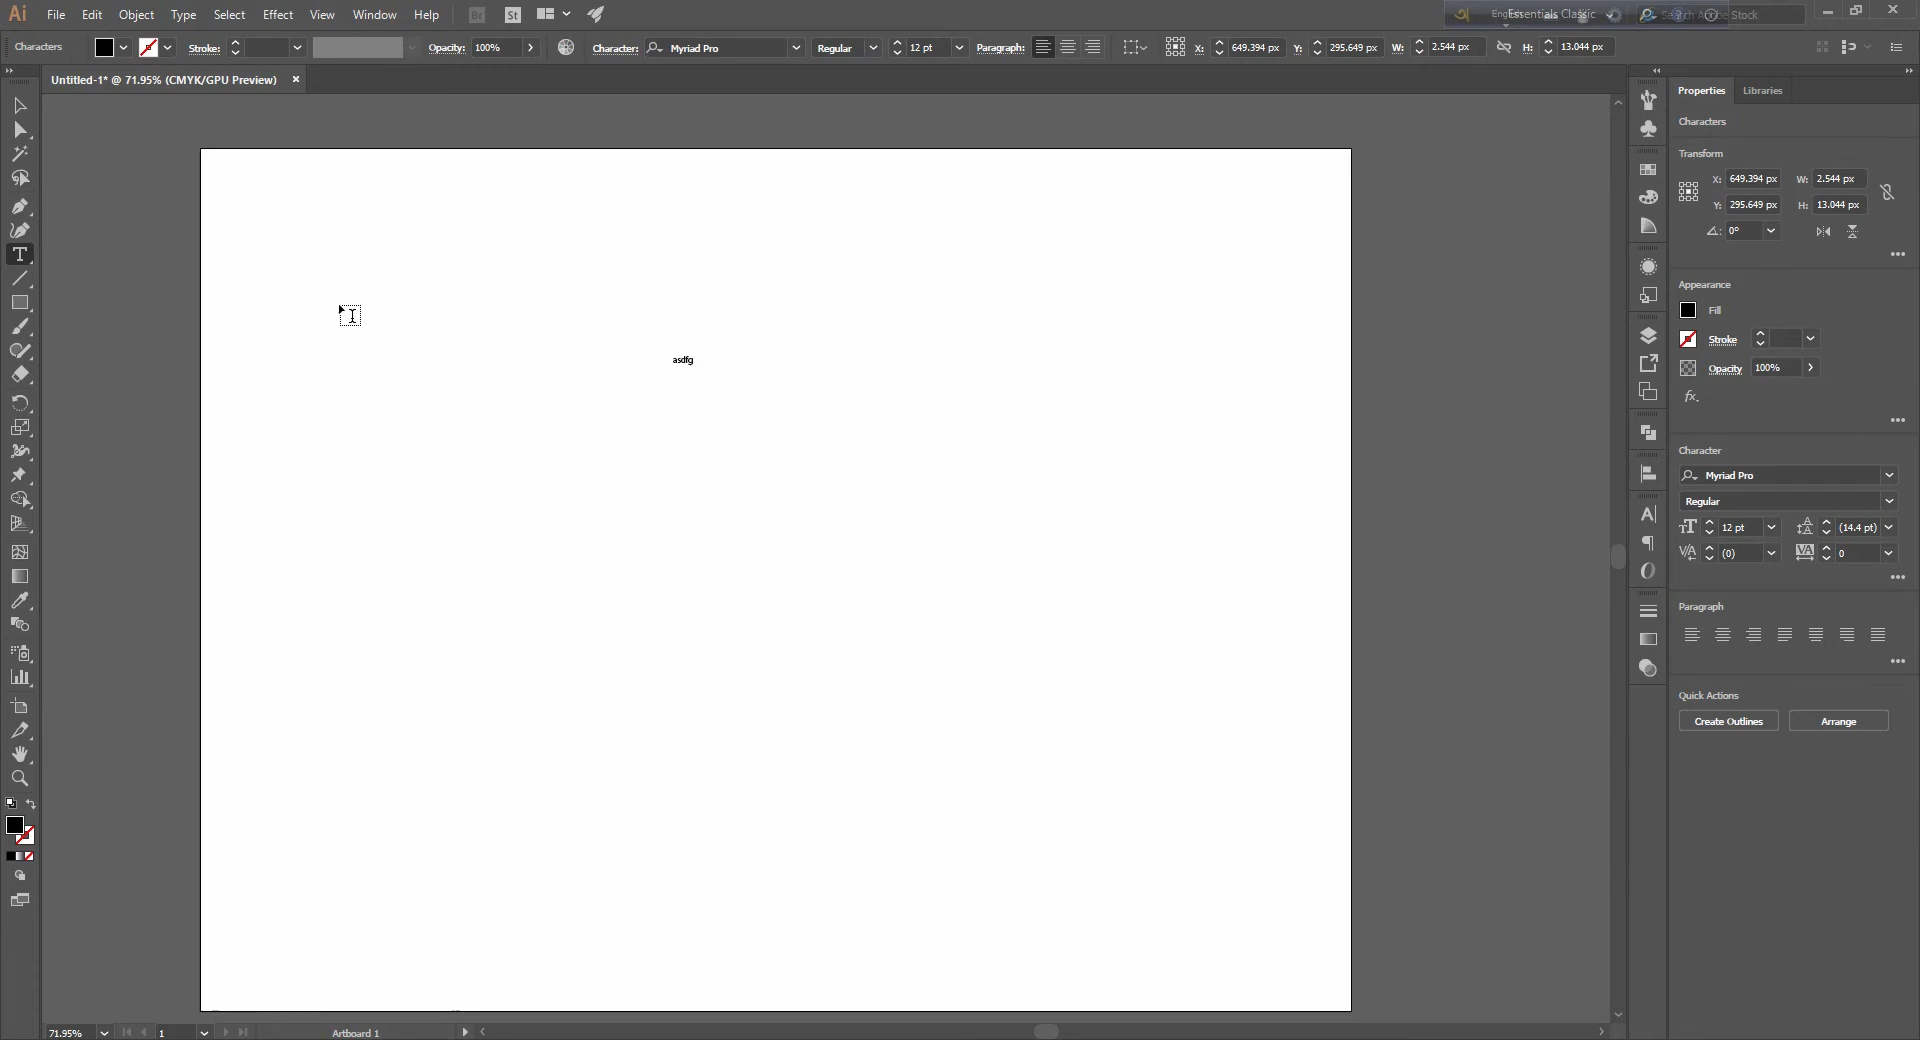 Ai File Edit Object Type Select Effect View Window Help Br St Essentials Classic Search Adobe Stock
Characters Stroke: Opacity: 100% Character: Myriad Pro Regular 12 pt Paragraph: X: 649.394 px Y: 295.649 px W: 2.544 px H: 13.044 px
Untitled-1* @ 71.95% (CMYK/GPU Preview) ×
Properties Libraries
Characters
Transform
X: 649.394 px W: 2.544 px
Y: 295.649 px H: 13.044 px
0°
Appearance
Fill
Stroke
Opacity 100%
fx.
Character
Myriad Pro
Regular
12 pt (14.4 pt)
(0) 0
Paragraph
Quick Actions
Create Outlines Arrange
asdfg
71.95% 1 Artboard 1